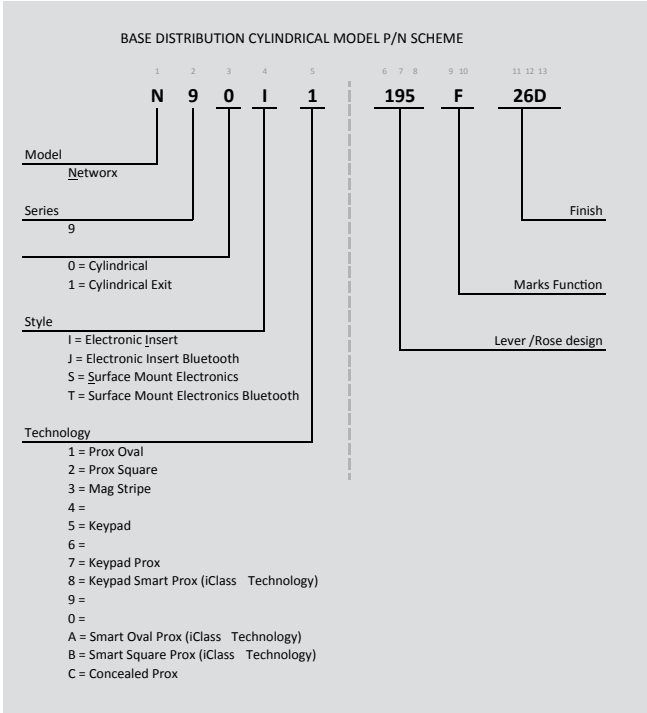 BASE DISTRIBUTION CYLINDRICAL MODEL P/N SCHEME
1 2 3 4 5 6 7 8 9 10 11 12 13
N 9 0 I 1 195 F 26D
Model
Networx
Series
9
Finish
0 = Cylindrical
1 = Cylindrical Exit
Marks Function
Style
I = Electronic Insert
Lever /Rose design
J = Electronic Insert Bluetooth
S = Surface Mount Electronics
T = Surface Mount Electronics Bluetooth
Technology
1 = Prox Oval
2 = Prox Square
3 = Mag Stripe
4 =
5 = Keypad
6 =
7 = Keypad Prox
8 = Keypad Smart Prox (iClass Technology)
9 =
0 =
A = Smart Oval Prox (iClass Technology)
B = Smart Square Prox (iClass Technology)
C = Concealed Prox